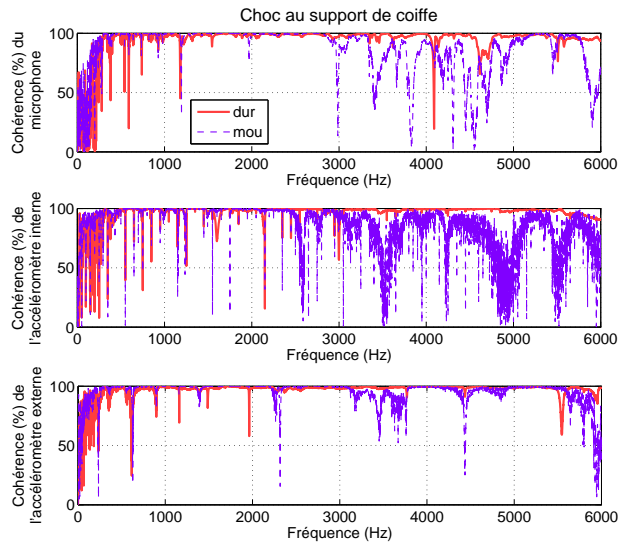 Choc au support de coiffe
Cohérence (%) du
microphone
100
50
0
dur
mou
0 1000 2000 3000 4000 5000 6000
Fréquence (Hz)
Cohérence (%) de
l'accéléromètre interne
100
50
0
0 1000 2000 3000 4000 5000 6000
Fréquence (Hz)
Cohérence (%) de
l'accéléromètre externe
100
50
0
0 1000 2000 3000 4000 5000 6000
Fréquence (Hz)